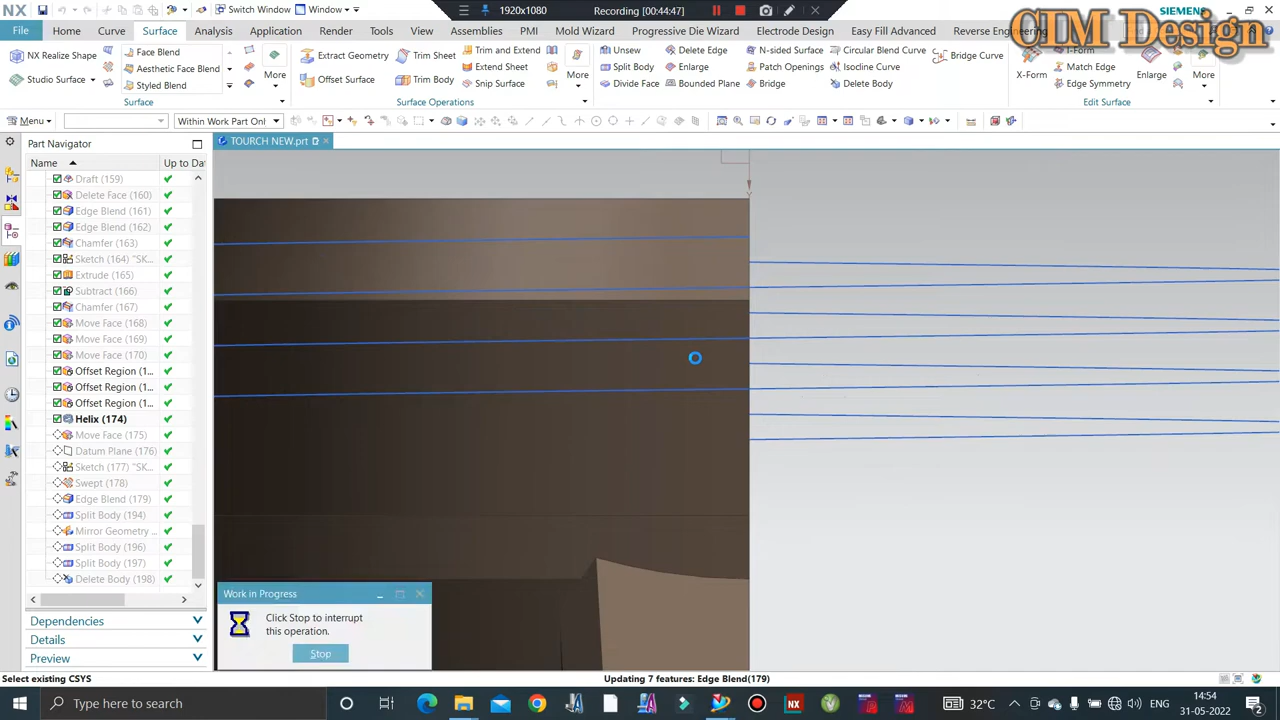 NX Switch Window Window 1920x1080 Recording [00:44:47] SIEMENS
CIM Design
File Home Curve Surface Analysis Application Render Tools View Assemblies PMI Mold Wizard Progressive Die Wizard Electrode Design Easy Fill Advanced Reverse Engineering
NX Realize Shape Face Blend Extract Geometry Trim Sheet Trim and Extend Unsew Delete Edge N-sided Surface Circular Blend Curve Bridge Curve I-Form
Studio Surface Aesthetic Face Blend More Offset Surface Trim Body Extend Sheet More Split Body Enlarge Patch Openings Isocline Curve X-Form Match Edge Enlarge More
Styled Blend Snip Surface Divide Face Bounded Plane Bridge Delete Body Edge Symmetry
Surface Surface Operations Edit Surface
Menu Within Work Part Onl
Part Navigator TOURCH NEW.prt
Name Up to Dat
Draft (159)
Delete Face (160)
Edge Blend (161)
Edge Blend (162)
Chamfer (163)
Sketch (164) "SK...
Extrude (165)
Subtract (166)
Chamfer (167)
Move Face (168)
Move Face (169)
Move Face (170)
Offset Region (1...
Offset Region (1...
Offset Region (1...
Helix (174)
Move Face (175)
Datum Plane (176)
Sketch (177) "SK...
Swept (178)
Edge Blend (179)
Split Body (194)
Mirror Geometry ...
Split Body (196)
Split Body (197)
Delete Body (198)
Work in Progress
Click Stop to interrupt
this operation.
Stop
Dependencies
Details
Preview
Select existing CSYS Updating 7 features: Edge Blend(179)
Type here to search 32°C ENG 14:54
31-05-2022